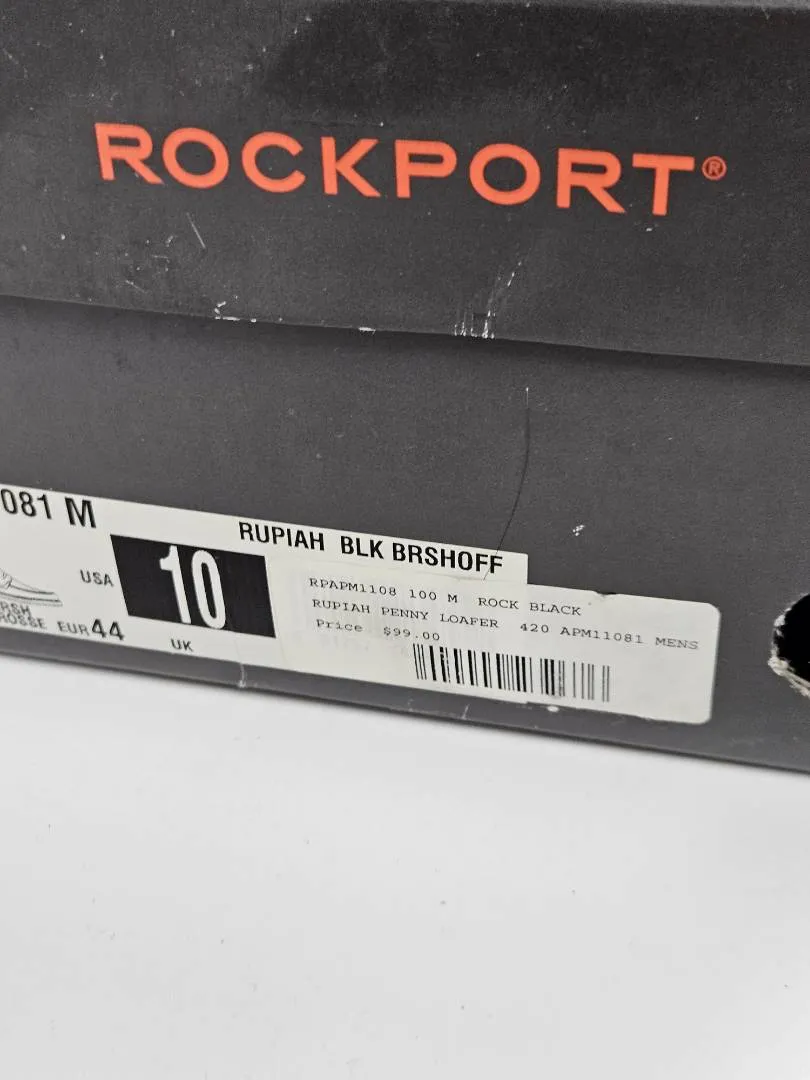 ROCKPORT®
081 M
RUPIAH BLK BRSHOFF
USA 10
EUR 44
UK
RPAPM1108 100 M ROCK BLACK
RUPIAH PENNY LOAFER 420 APM11081 MENS
Price $99.00